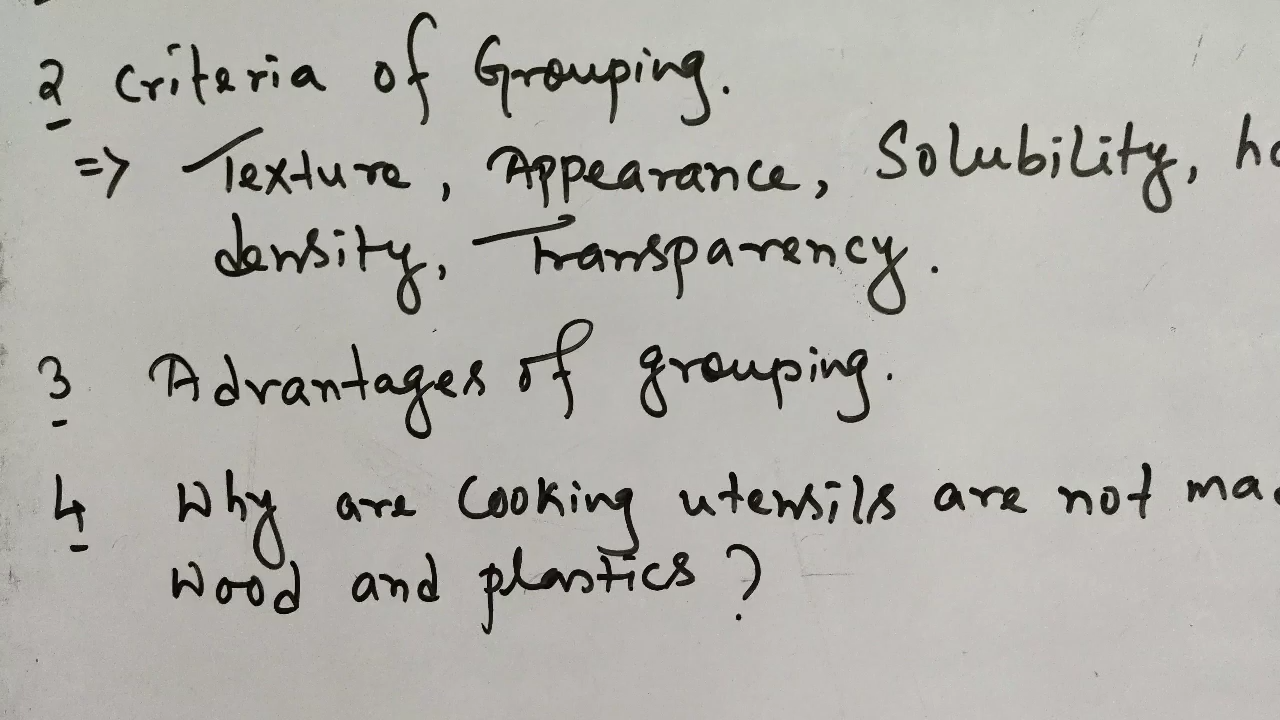 2 Criteria of Grouping.
=> Texture, Appearance, Solubility,
density, Transparency.
3 Advantages of grouping.
4 Why are Cooking utensils are not
wood and plastics?